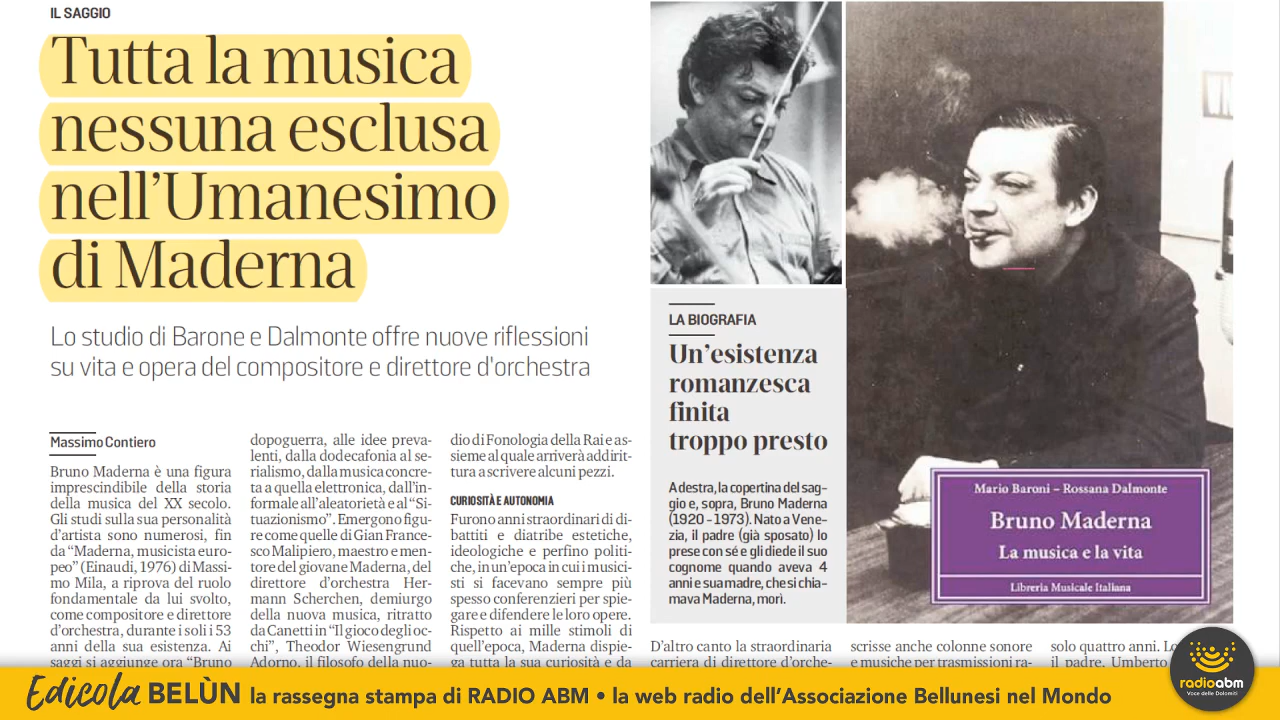 IL SAGGIO
Tutta la musica
nessuna esclusa
nell'Umanesimo
di Maderna
Lo studio di Barone e Dalmonte offre nuove riflessioni
su vita e opera del compositore e direttore d'orchestra
Massimo Contiero
Bruno Maderna è una figura
imprescindibile della storia
della musica del XX secolo.
Gli studi sulla sua personalità
d'artista sono numerosi, fin
da “Maderna, musicista euro-
peo” (Einaudi, 1976) di Massi-
mo Mila, a riprova del ruolo
fondamentale da lui svolto,
come compositore e direttore
d'orchestra, durante i soli i 53
anni della sua esistenza. Ai
saggi si aggiunge ora “Bruno
dopoguerra, alle idee preva-
lenti, dalla dodecafonia al se-
rialismo, dalla musica concre-
ta a quella elettronica, dall'in-
formale all'aleatorietà e al “Si-
tuazionismo”. Emergono figu-
re come quelle di Gian France-
sco Malipiero, maestro e men-
tore del giovane Maderna, del
direttore d'orchestra Her-
mann Scherchen, demiurgo
della nuova musica, ritratto
da Canetti in “Il gioco degli oc-
chi”, Theodor Wiesengrund
Adorno, il filosofo della nuo-
dio di Fonologia della Rai e as-
sieme al quale arriverà addirit-
tura a scrivere alcuni pezzi.
CURIOSITÀ E AUTONOMIA
Furono anni straordinari di di-
battiti e diatribe estetiche,
ideologiche e perfino politi-
che, in un'epoca in cui i musici-
sti si facevano sempre più
spesso conferenzieri per spie-
gare e difendere le loro opere.
Rispetto ai mille stimoli di
quell'epoca, Maderna dispie-
ga tutta la sua curiosità e da
LA BIOGRAFIA
Un'esistenza
romanzesca
finita
troppo presto
A destra, la copertina del sag-
gio e, sopra, Bruno Maderna
(1920 - 1973). Nato a Vene-
zia, il padre (già sposato) lo
prese con sé e gli diede il suo
cognome quando aveva 4
anni e sua madre, che si chia-
mava Maderna, morì.
Mario Baroni – Rossana Dalmonte
Bruno Maderna
La musica e la vita
Libreria Musicale Italiana
D'altro canto la straordinaria
carriera di direttore d'orche-
scrisse anche colonne sonore
e musiche per trasmissioni ra-
solo quattro anni.
il padre, Umberto
Edicola BELÙN la rassegna stampa di RADIO ABM • la web radio dell'Associazione Bellunesi nel Mondo
radioabm
Voce delle Dolomiti